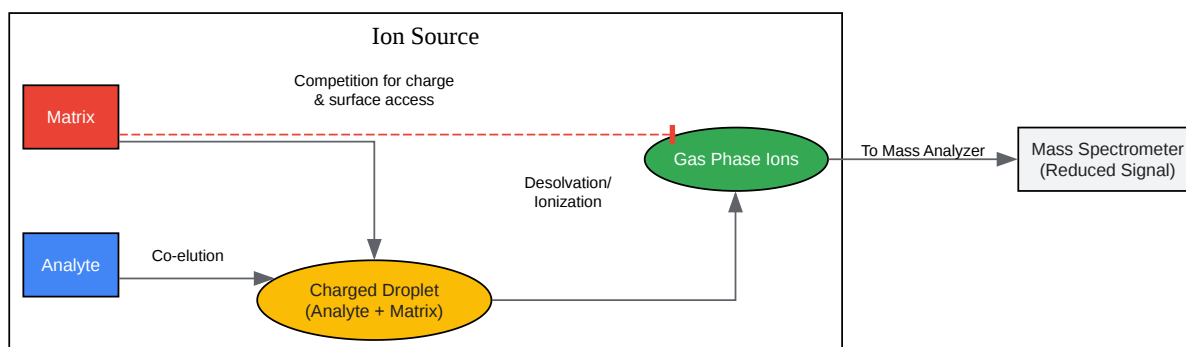 Ion Source
Competition for charge
& surface access
Matrix
Gas Phase Ions
To Mass Analyzer
Mass Spectrometer
(Reduced Signal)
Desolvation/
Ionization
Analyte
Co-elution
Charged Droplet
(Analyte + Matrix)